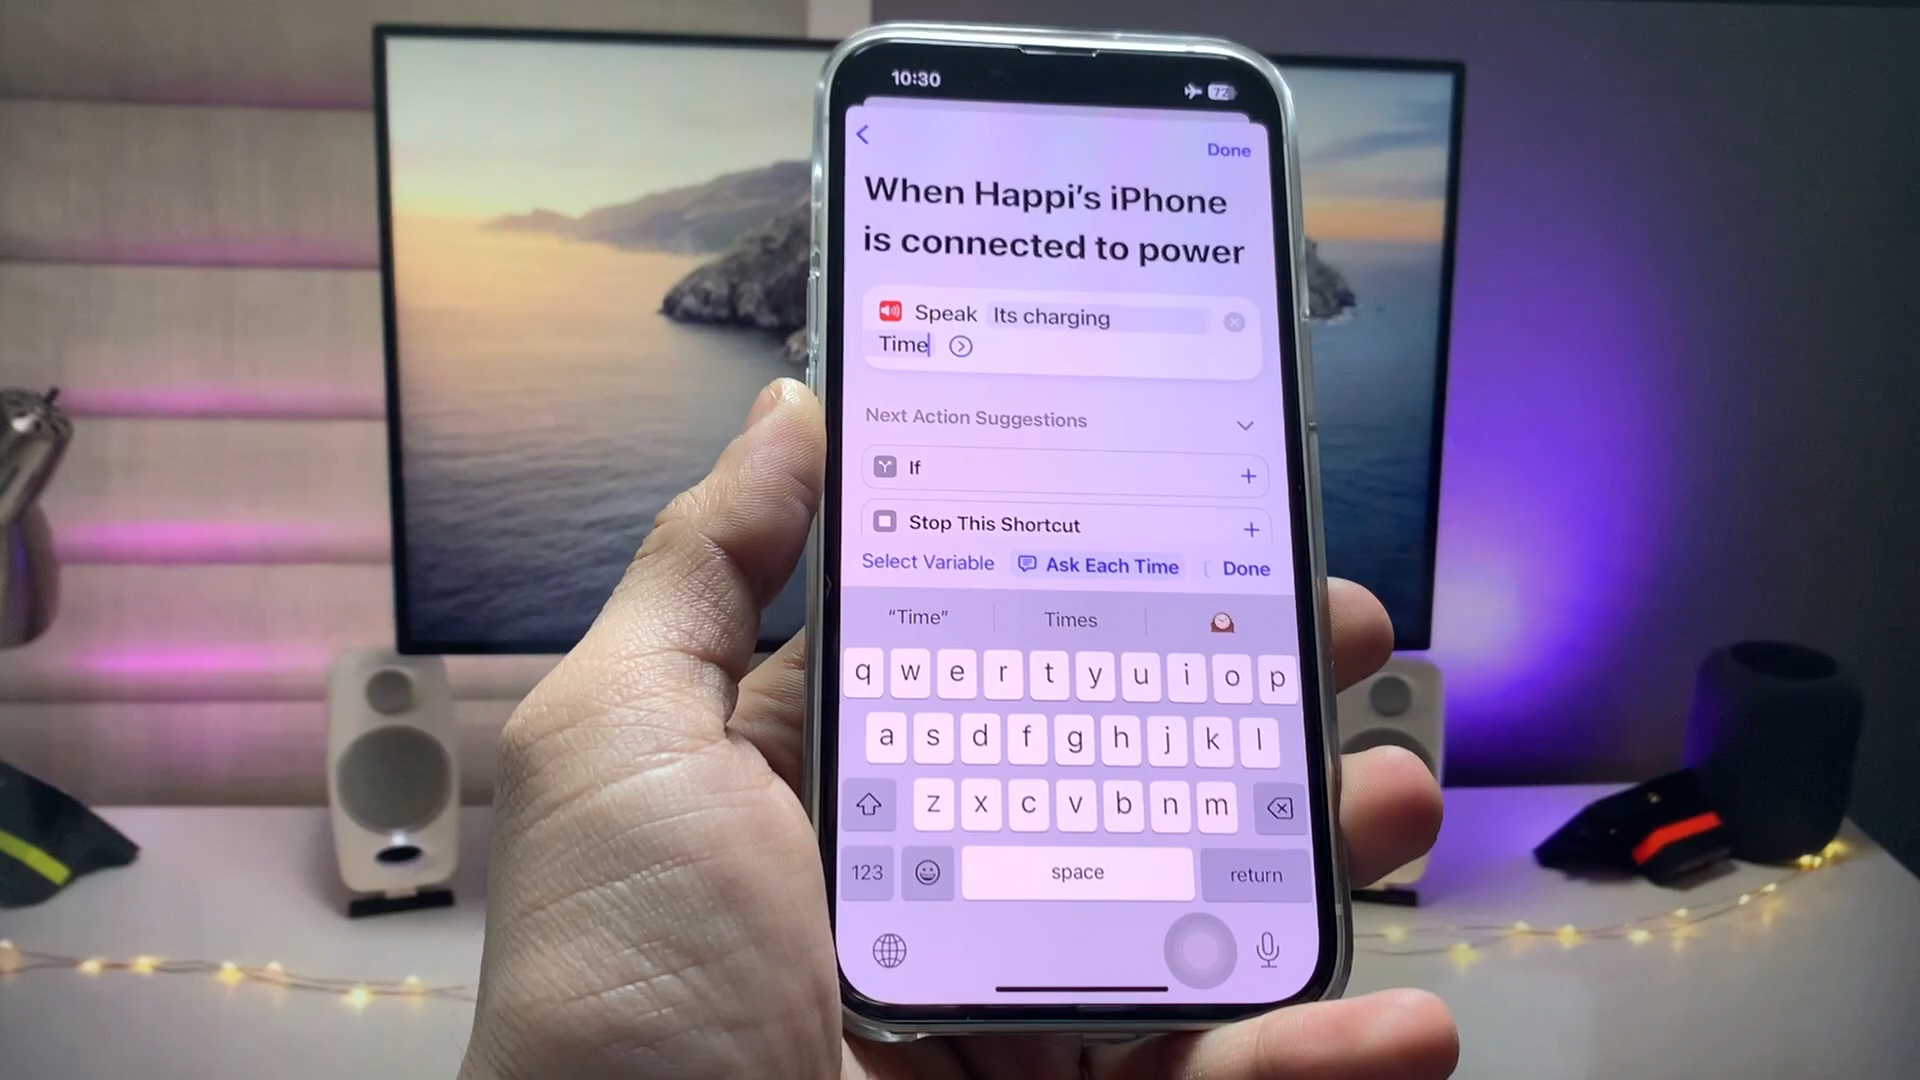 10:30
72
Done
When Happi's iPhone
is connected to power
Speak Its charging
Time
Next Action Suggestions
If
Stop This Shortcut
Select Variable Ask Each Time Done
“Time” Times
q w e r t y u i o p
a s d f g h j k l
z x c v b n m
123 space return